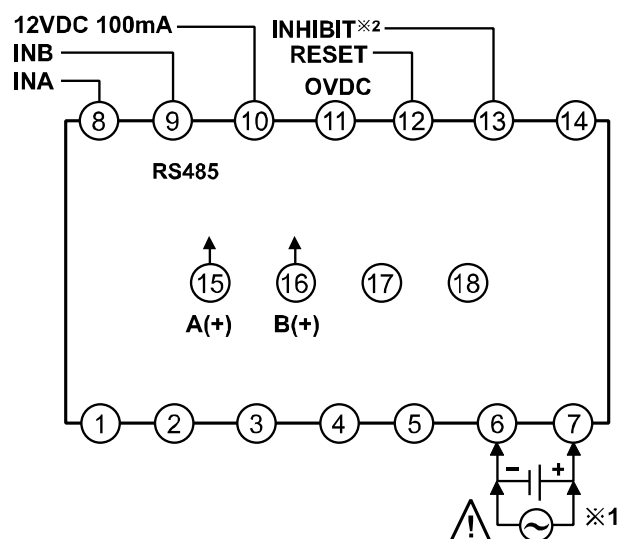 12VDC 100mA
INHIBIT※2
INB
RESET
INA
OVDC
8 9 10 11 12 13 14
RS485
15 16 17 18
A(+) B(+)
1 2 3 4 5 6 7
- +
! ※1